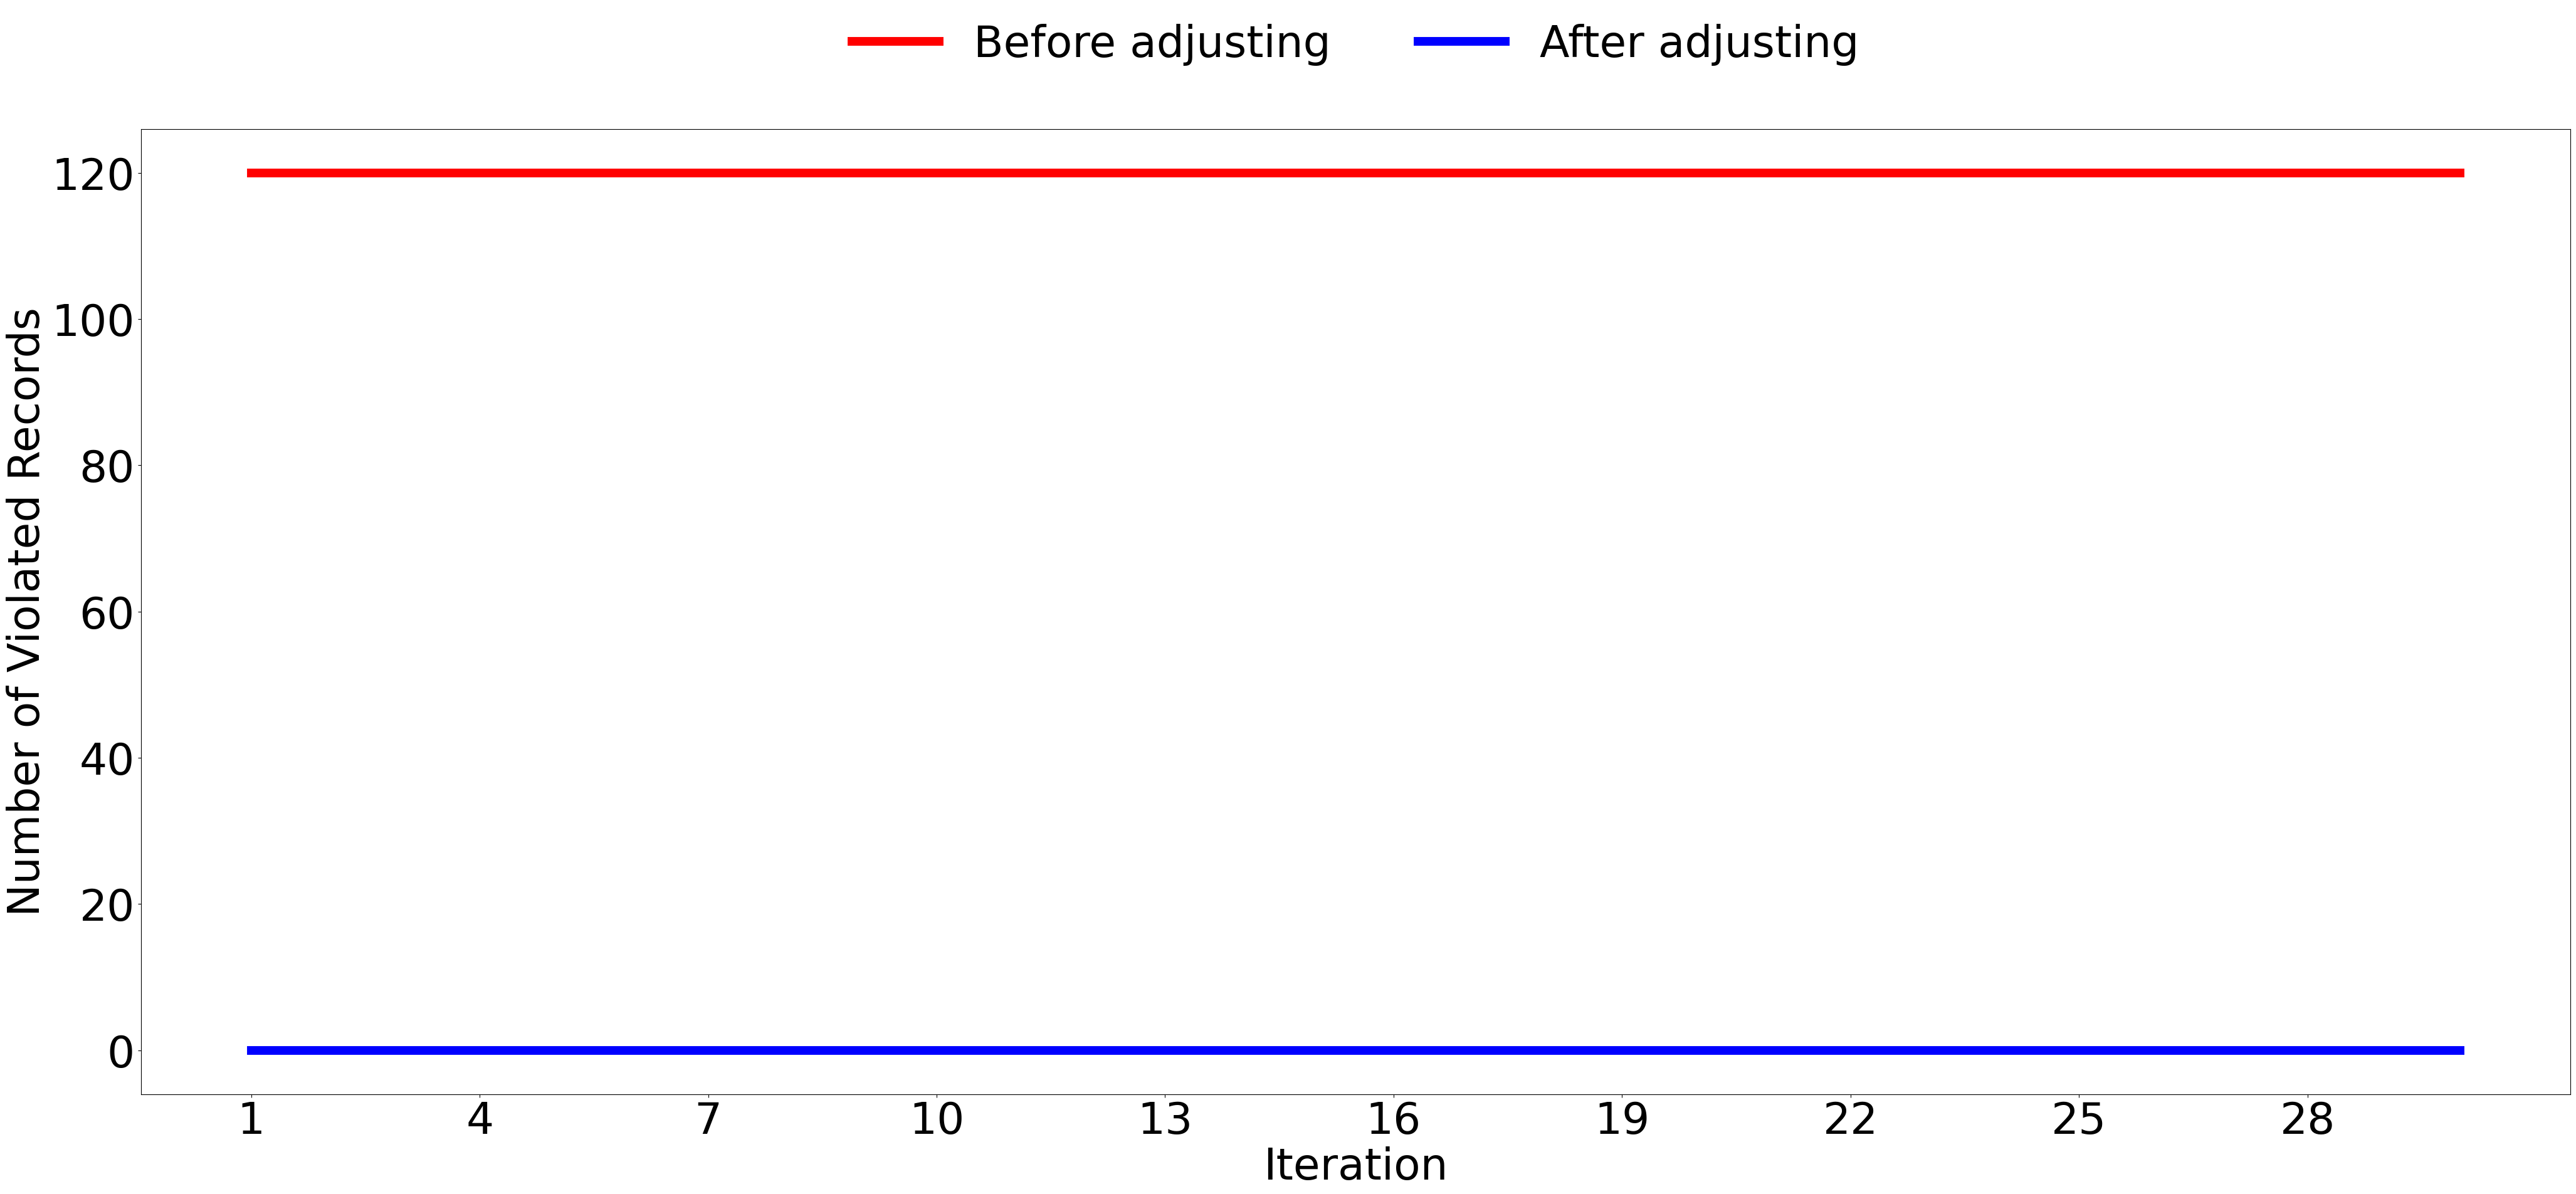 Before adjusting
After adjusting
Number of Violated Records
120
100
80
60
40
20
0
1 4 7 10 13 16 19 22 25 28
Iteration